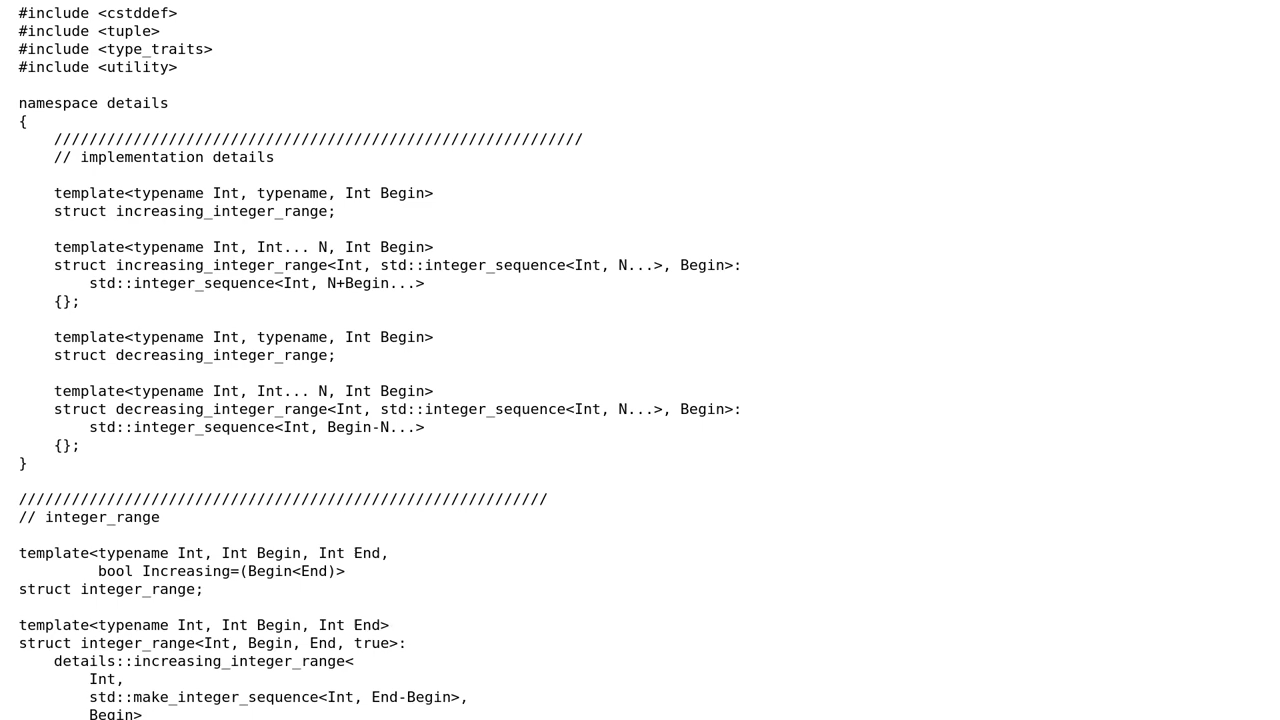 #include <cstddef>
#include <tuple>
#include <type_traits>
#include <utility>

namespace details
{
    ////////////////////////////////////////////////////////////
    // implementation details

    template<typename Int, typename, Int Begin>
    struct increasing_integer_range;

    template<typename Int, Int... N, Int Begin>
    struct increasing_integer_range<Int, std::integer_sequence<Int, N...>, Begin>:
        std::integer_sequence<Int, N+Begin...>
    {};

    template<typename Int, typename, Int Begin>
    struct decreasing_integer_range;

    template<typename Int, Int... N, Int Begin>
    struct decreasing_integer_range<Int, std::integer_sequence<Int, N...>, Begin>:
        std::integer_sequence<Int, Begin-N...>
    {};
}

////////////////////////////////////////////////////////////
// integer_range

template<typename Int, Int Begin, Int End,
         bool Increasing=(Begin<End)>
struct integer_range;

template<typename Int, Int Begin, Int End>
struct integer_range<Int, Begin, End, true>:
    details::increasing_integer_range<
        Int,
        std::make_integer_sequence<Int, End-Begin>,
        Begin>